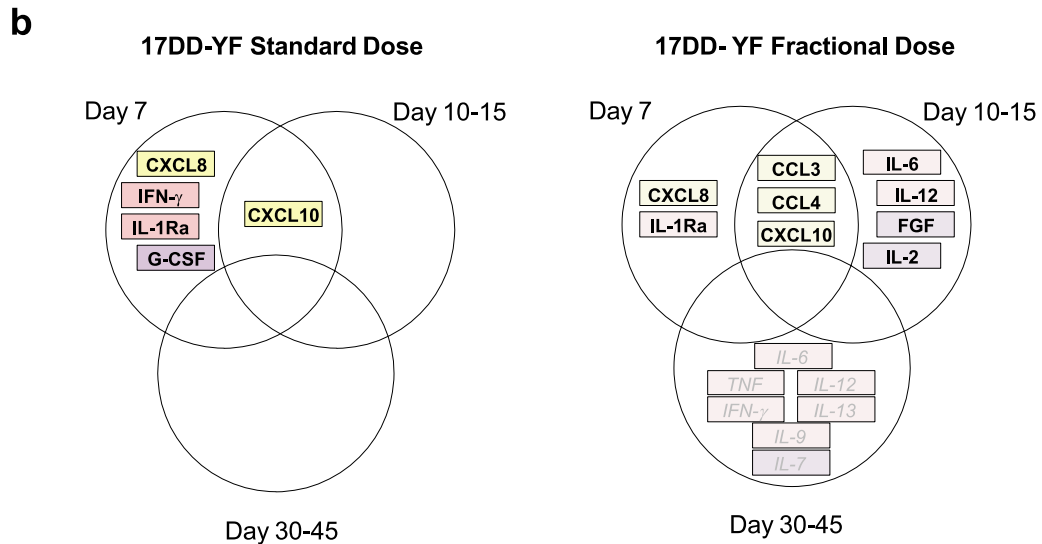 b
17DD-YF Standard Dose
Day 7
Day 10-15
CXCL8
IFN-γ
IL-1Ra
G-CSF
CXCL10
Day 30-45
17DD- YF Fractional Dose
Day 7
Day 10-15
CXCL8
IL-1Ra
CCL3
CCL4
CXCL10
IL-6
IL-12
FGF
IL-2
IL-6
TNF IL-12
IFN-γ IL-13
IL-9
IL-7
Day 30-45